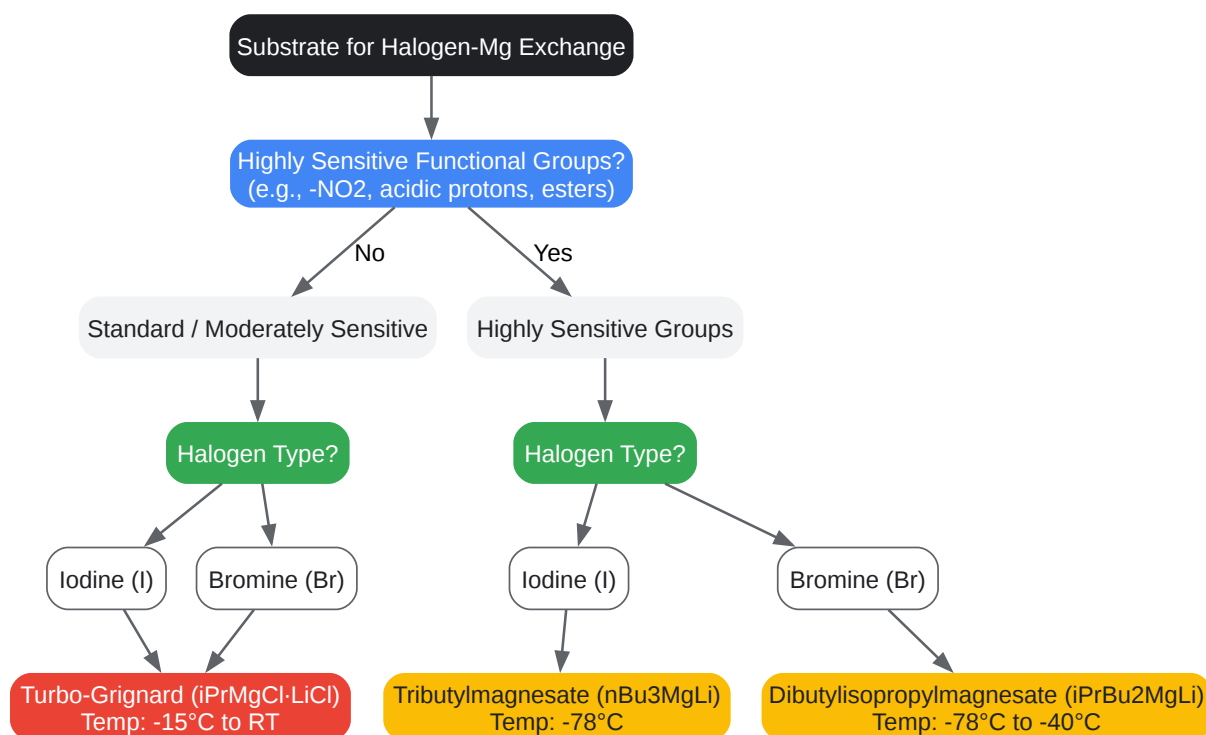 Substrate for Halogen-Mg Exchange
Highly Sensitive Functional Groups?
(e.g., -NO2, acidic protons, esters)
No
Yes
Standard / Moderately Sensitive
Highly Sensitive Groups
Halogen Type?
Halogen Type?
Iodine (I)
Bromine (Br)
Iodine (I)
Bromine (Br)
Turbo-Grignard (iPrMgCl·LiCl)
Temp: -15°C to RT
Tributylmagnesate (nBu3MgLi)
Temp: -78°C
Dibutylisopropylmagnesate (iPrBu2MgLi)
Temp: -78°C to -40°C